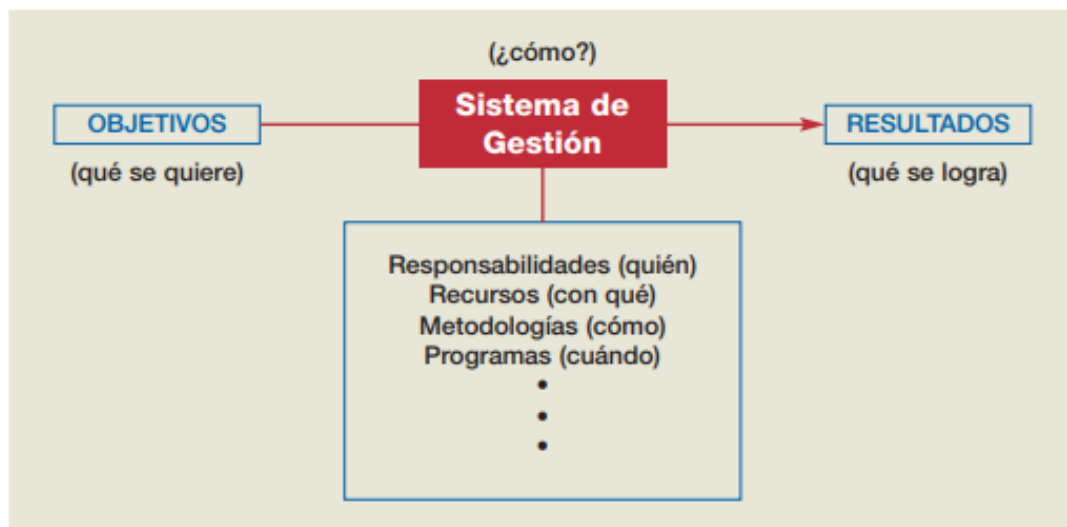 (¿cómo?)
OBJETIVOS
(qué se quiere)
Sistema de
Gestión
RESULTADOS
(qué se logra)
Responsabilidades (quién)
Recursos (con qué)
Metodologías (cómo)
Programas (cuándo)
•
•
•